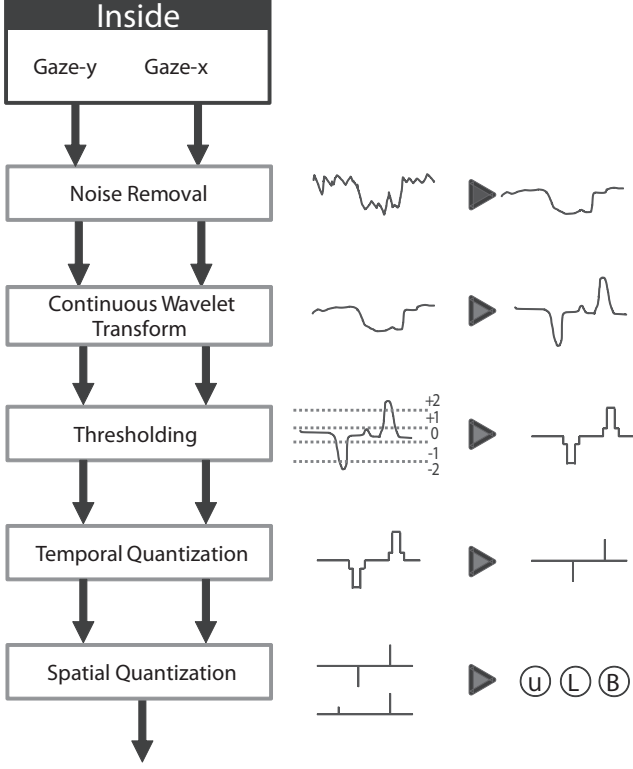 Inside
Gaze-y Gaze-x
Noise Removal
Continuous Wavelet
Transform
Thresholding
+2
+1
0
-1
-2
Temporal Quantization
Spatial Quantization
u L B